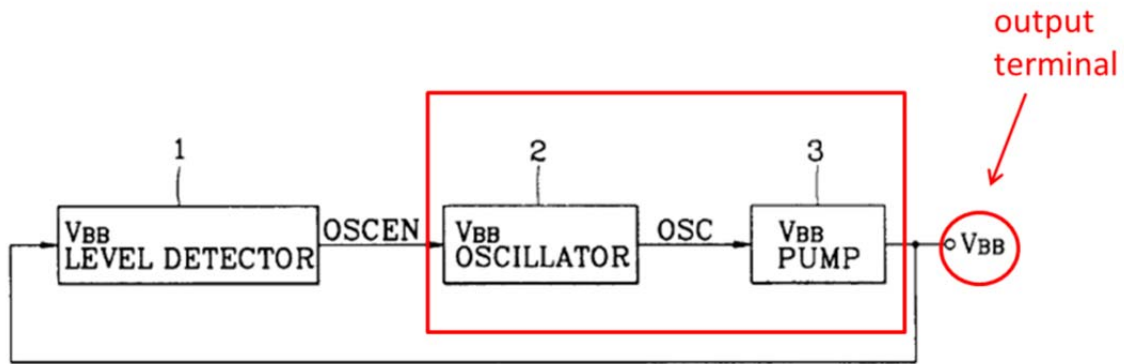 output
terminal
1
2
3
VBB
LEVEL DETECTOR
OSCEN
VBB
OSCILLATOR
OSC
VBB
PUMP
VBB